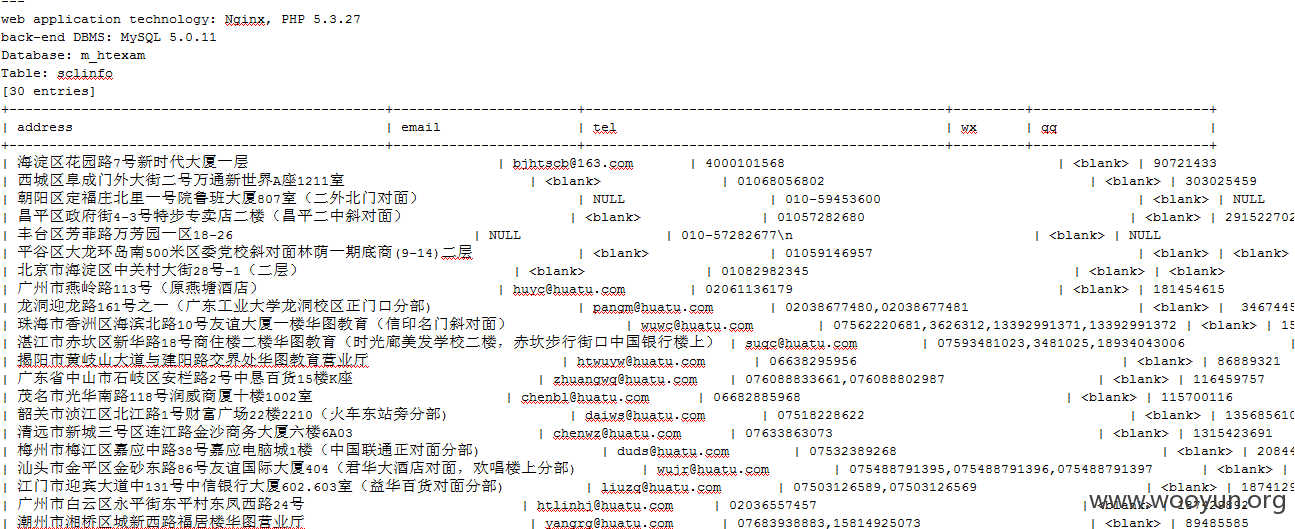 ---
web application technology: Nginx, PHP 5.3.27
back-end DBMS: MySQL 5.0.11
Database: m_htexam
Table: sclinfo
[30 entries]
| address | email | tel | wx | qq |
| 海淀区花园路7号新时代大厦一层 | bjhtscb@163.com | 4000101568 | <blank> | 90721433
| 西城区阜成门外大街二号万通新世界A座1211室 | <blank> | 01068056802 | <blank> | 303025459
| 朝阳区定福庄北里一号院鲁班大厦807室（二外北门对面） | NULL | 010-59453600 | <blank> | NULL
| 昌平区政府街4-3号特步专卖店二楼（昌平二中斜对面） | <blank> | 01057282680 | <blank> | 291522702
| 丰台区芳菲路万芳园一区18-26 | NULL | 010-57282677\n | <blank> | NULL
| 平谷区大龙环岛南500米区委党校斜对面林荫一期底商(9-14)二层 | <blank> | 01059146957 | <blank> | <blank>
| 北京市海淀区中关村大街28号-1（二层） | <blank> | 01082982345 | <blank> | <blank>
| 广州市燕岭路113号（原燕塘酒店） | huyc@huatu.com | 02061136179 | <blank> | 181454615
| 龙洞迎龙路161号之一（广东工业大学龙洞校区正门口分部） | pangm@huatu.com | 02038677480,02038677481 | <blank> | 3467445
| 珠海市香洲区海滨北路10号友谊大厦一楼华图教育（信印名门斜对面） | wuwc@huatu.com | 07562220681,3626312,13392991371,13392991372 | <blank> | 15
| 湛江市赤坎区新华路18号商住楼二楼华图教育（时光廊美发学校二楼，赤坎步行街口中国银行楼上） | suqc@huatu.com | 07593481023,3481025,18934043006 |
| 揭阳市黄岐山大道与建阳路交界处华图教育营业厅 | htwuyw@huatu.com | 06638295956 | <blank> | 86889321
| 广东省中山市石岐区安栏路2号中恳百货15楼K座 | zhuangwq@huatu.com | 076088833661,076088802987 | <blank> | 116459757
| 茂名市光华南路118号润威商厦十楼1002室 | chenbl@huatu.com | 06682885968 | <blank> | 115700116
| 韶关市浈江区北江路1号财富广场22楼2210（火车东站旁分部） | daiws@huatu.com | 07518228622 | <blank> | 135685610
| 清远市新城三号区连江路金沙商务大厦六楼6A03 | chenwz@huatu.com | 07633863073 | <blank> | 1315423691
| 梅州市梅江区嘉应中路38号嘉应电脑城1楼（中国联通正对面分部） | duds@huatu.com | 07532389268 | <blank> | 20844
| 汕头市金平区金砂东路86号友谊国际大厦404（君华大酒店对面，欢唱楼上分部） | wujr@huatu.com | 075488791395,075488791396,075488791397 | <blank> |
| 江门市迎宾大道中131号中信银行大厦602.603室（益华百货对面分部） | liuzq@huatu.com | 07503126589,07503126569 | <blank> | 1874129
| 广州市白云区永平街东平村东凤西路24号 | htlinhj@huatu.com | 02036557457 | <blank> |
| 潮州市湘桥区城新西路福居楼华图营业厅 | yangrg@huatu.com | 07683938883,15814925073 | <blank> | 89485585
www.wooyun.org